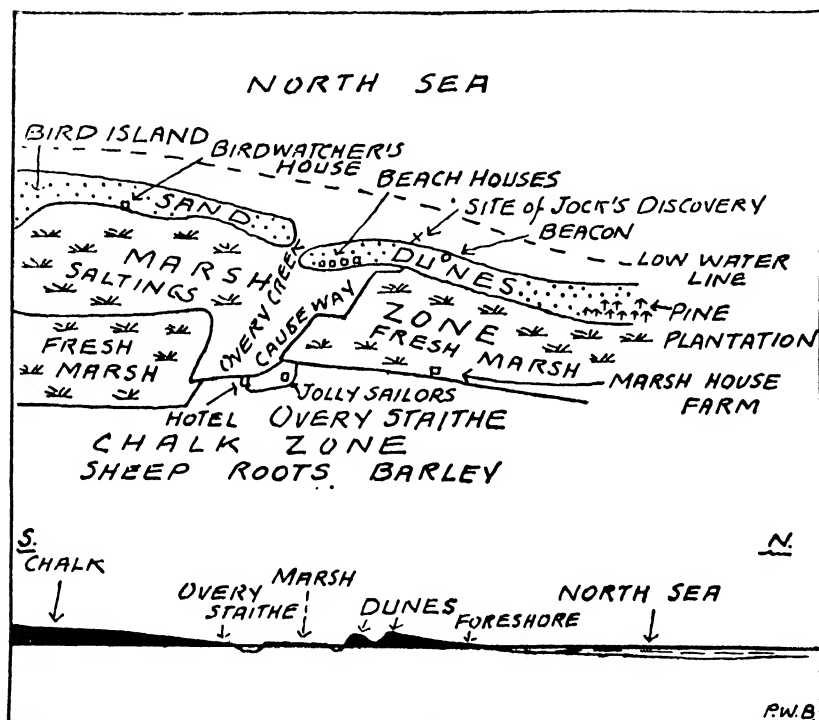 NORTH SEA
BIRD ISLAND
BIRDWATCHER'S
HOUSE
BEACH HOUSES
SAND
SITE of JOCK'S DISCOVERY
BEACON
DUNES
LOW WATER
LINE
MARSH
SALTINGS
OVERY CREEK
CAUSEWAY
PINE
PLANTATION
ZONE
FRESH
MARSH
FRESH MARSH
MARSH HOUSE
FARM
HOTEL
JOLLY SAILORS
OVERY STAITHE
CHALK ZONE
SHEEP ROOTS BARLEY
S.
N.
CHALK
OVERY
STAITHE
MARSH
DUNES
FORESHORE
NORTH SEA
P.W.B.